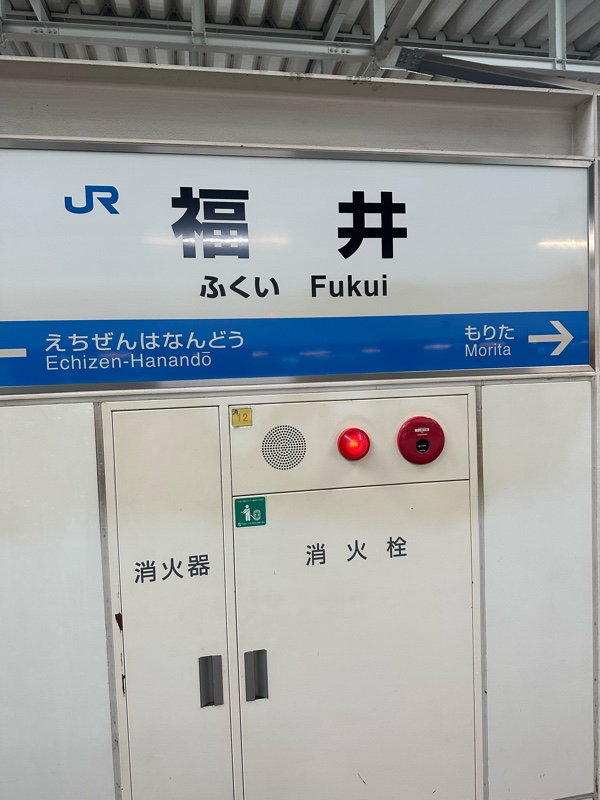 JR 福井
ふくい Fukui
えちぜんはなんどう
Echizen-Hanandō
もりた
Morita
12
消火器
消火栓